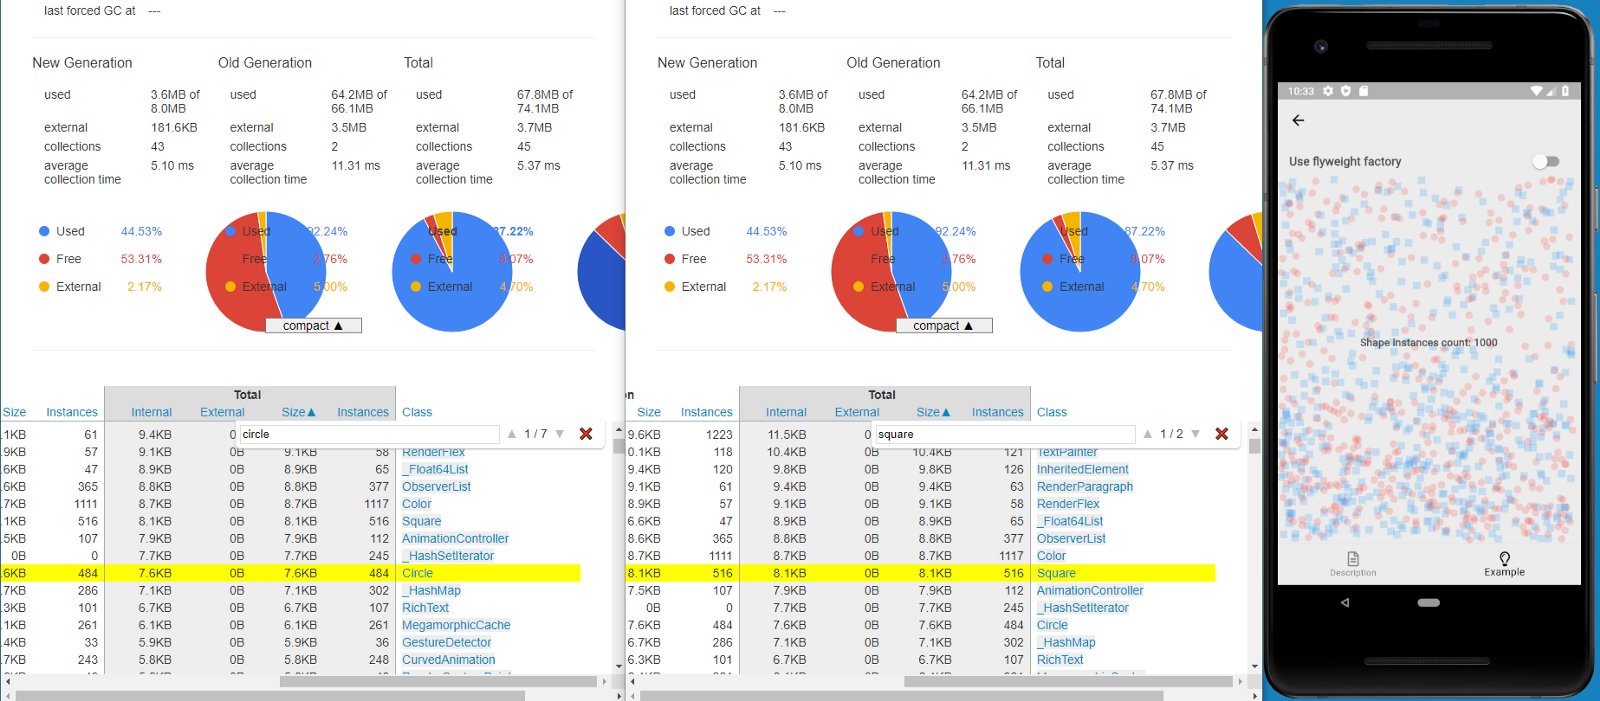 last forced GC at ---
New Generation Old Generation Total
used 3.6MB of 8.0MB used 64.2MB of 66.1MB used 67.8MB of 74.1MB
external 181.6KB external 3.5MB external 3.7MB
collections 43 collections 2 collections 45
average collection time 5.10 ms average collection time 11.31 ms average collection time 5.37 ms
Used 44.53% Used 92.24% Used 87.22%
Free 53.31% Free 2.76% Free 8.07%
External 2.17% External 5.00% External 4.70%
compact ▲
Total
Size Instances Internal External Size▲ Instances Class
circle 1 / 7
.1KB 61 9.4KB 0
.9KB 57 9.1KB 0B 9.1KB 58 RenderFlex
.6KB 47 8.9KB 0B 8.9KB 65 _Float64List
.6KB 365 8.8KB 0B 8.8KB 377 ObserverList
.7KB 1111 8.7KB 0B 8.7KB 1117 Color
.1KB 516 8.1KB 0B 8.1KB 516 Square
.5KB 107 7.9KB 0B 7.9KB 112 AnimationController
0B 0 7.7KB 0B 7.7KB 245 _HashSetIterator
.6KB 484 7.6KB 0B 7.6KB 484 Circle
.7KB 286 7.1KB 0B 7.1KB 302 _HashMap
.3KB 101 6.7KB 0B 6.7KB 107 RichText
.1KB 261 6.1KB 0B 6.1KB 261 MegamorphicCache
.4KB 33 5.9KB 0B 5.9KB 36 GestureDetector
.7KB 243 5.8KB 0B 5.8KB 248 CurvedAnimation
last forced GC at ---
New Generation Old Generation Total
used 3.6MB of 8.0MB used 64.2MB of 66.1MB used 67.8MB of 74.1MB
external 181.6KB external 3.5MB external 3.7MB
collections 43 collections 2 collections 45
average collection time 5.10 ms average collection time 11.31 ms average collection time 5.37 ms
Used 44.53% Used 92.24% Used 87.22%
Free 53.31% Free 2.76% Free 8.07%
External 2.17% External 5.00% External 4.70%
compact ▲
on Total
Size Instances Internal External Size▲ Instances Class
square 1 / 2
9.6KB 1223 11.5KB 0
0.1KB 118 10.4KB 0B 10.4KB 121 TextPainter
9.4KB 120 9.8KB 0B 9.8KB 126 InheritedElement
9.1KB 61 9.4KB 0B 9.4KB 63 RenderParagraph
8.9KB 57 9.1KB 0B 9.1KB 58 RenderFlex
6.6KB 47 8.9KB 0B 8.9KB 65 _Float64List
8.6KB 365 8.8KB 0B 8.8KB 377 ObserverList
8.7KB 1111 8.7KB 0B 8.7KB 1117 Color
8.1KB 516 8.1KB 0B 8.1KB 516 Square
7.5KB 107 7.9KB 0B 7.9KB 112 AnimationController
0B 0 7.7KB 0B 7.7KB 245 _HashSetIterator
7.6KB 484 7.6KB 0B 7.6KB 484 Circle
6.7KB 286 7.1KB 0B 7.1KB 302 _HashMap
6.3KB 101 6.7KB 0B 6.7KB 107 RichText
10:33
Use flyweight factory
Shape instances count: 1000
Description Example